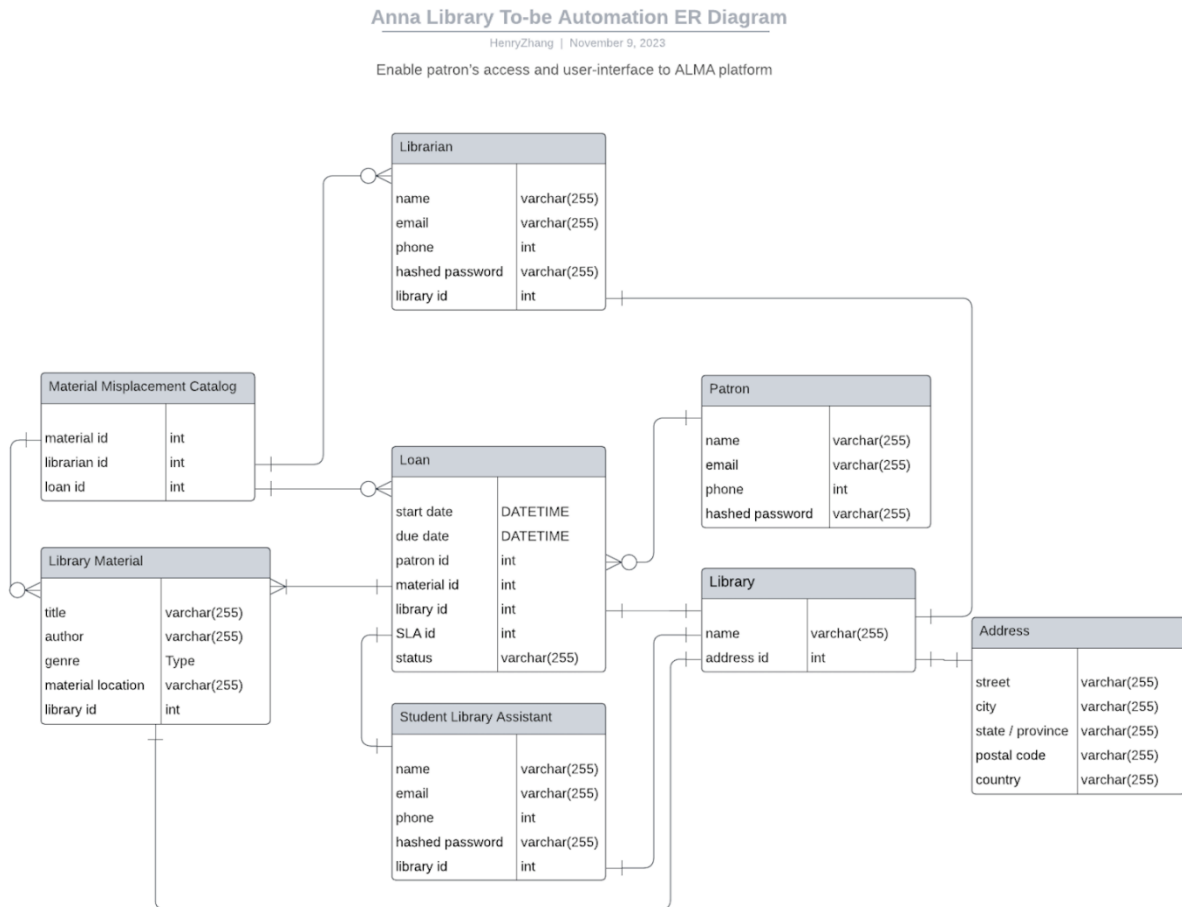 Anna Library To-be Automation ER Diagram
HenryZhang | November 9, 2023
Enable patron's access and user-interface to ALMA platform
Librarian
name varchar(255)
email varchar(255)
phone int
hashed password varchar(255)
library id int
Material Misplacement Catalog
material id int
librarian id int
loan id int
Patron
name varchar(255)
email varchar(255)
phone int
hashed password varchar(255)
Loan
start date DATETIME
due date DATETIME
patron id int
material id int
library id int
SLA id int
status varchar(255)
Library Material
title varchar(255)
author varchar(255)
genre Type
material location varchar(255)
library id int
Library
name varchar(255)
address id int
Address
street varchar(255)
city varchar(255)
state / province varchar(255)
postal code varchar(255)
country varchar(255)
Student Library Assistant
name varchar(255)
email varchar(255)
phone int
hashed password varchar(255)
library id int